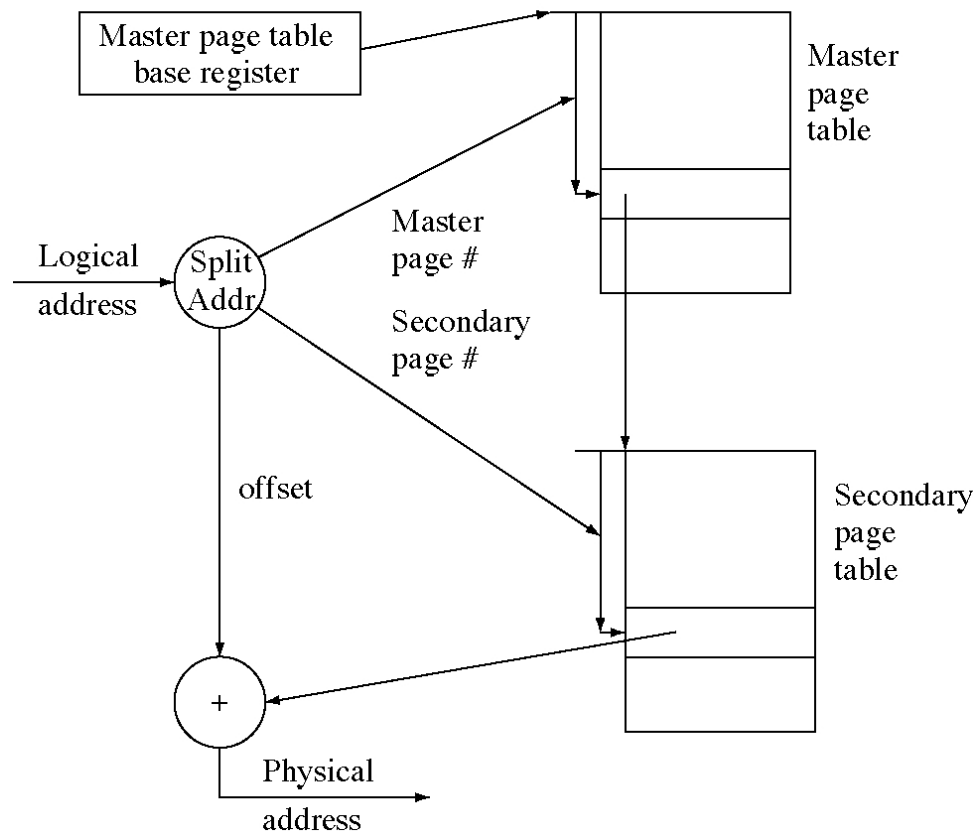 Master page table
base register
Master
page
table
Master
page #
Logical
address
Split
Addr.
Secondary
page #
offset
Secondary
page
table
+
Physical
address